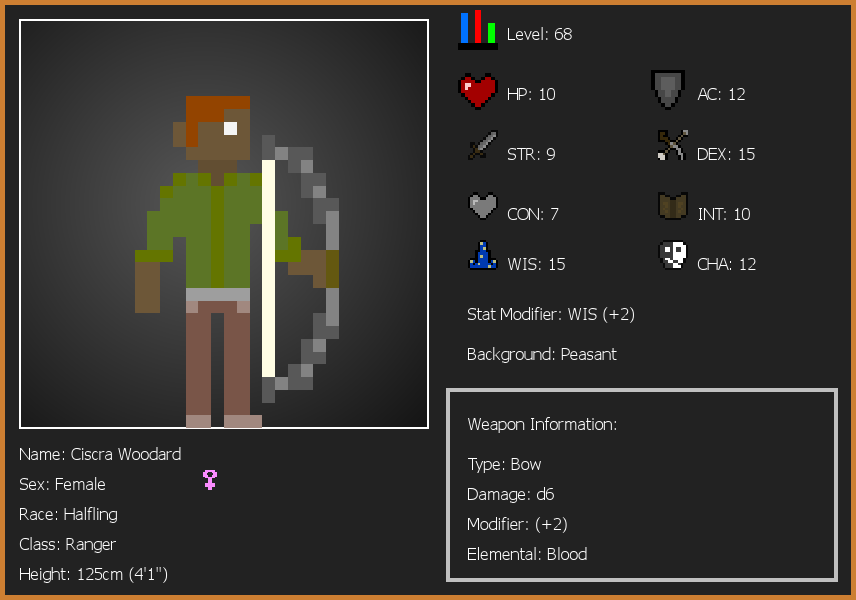 Level: 68
HP: 10
AC: 12
STR: 9
DEX: 15
CON: 7
INT: 10
WIS: 15
CHA: 12
Stat Modifier: WIS (+2)
Background: Peasant
Weapon Information:
Type: Bow
Damage: d6
Modifier: (+2)
Elemental: Blood
Name: Ciscra Woodard
Sex: Female
Race: Halfling
Class: Ranger
Height: 125cm (4'1")